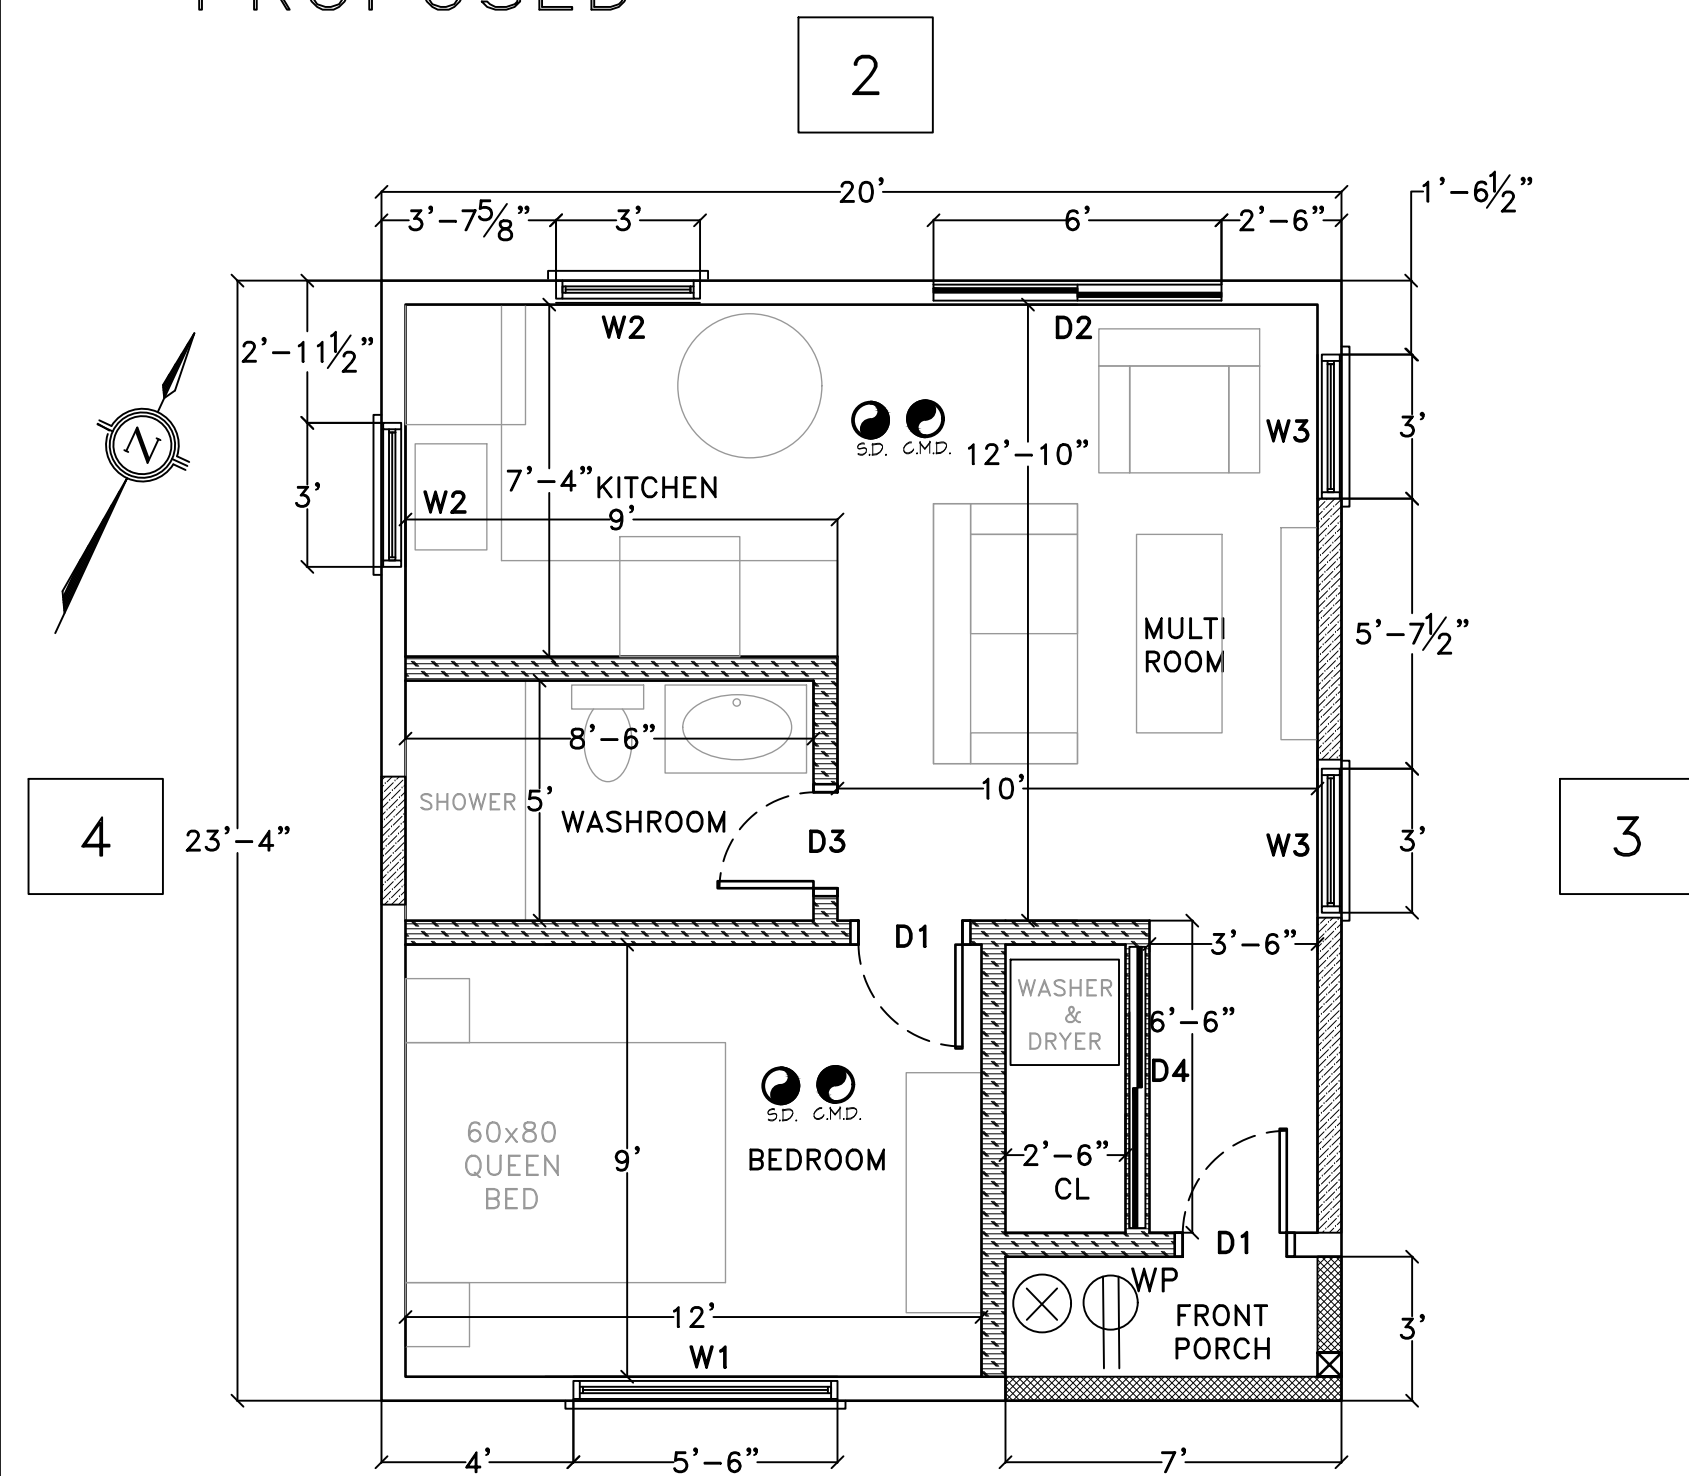 PROPOSED
2
20'
1'-6½"
3'-7⅝"
3'
6'
2'-6"
2'-11½"
W2
D2
W3
3'
S.D.
C.M.D.
12'-10"
N
7'-4"
KITCHEN
3'
W2
9'
MULTI
ROOM
5'-7½"
8'-6"
10'
SHOWER
5'
WASHROOM
D3
W3
3'
4
23'-4"
3
D1
3'-6"
WASHER
&
DRYER
6'-6"
D4
S.D.
C.M.D.
60x80
QUEEN
BED
9'
BEDROOM
2'-6"
CL
D1
WP
FRONT
PORCH
3'
12'
W1
4'
5'-6"
7'